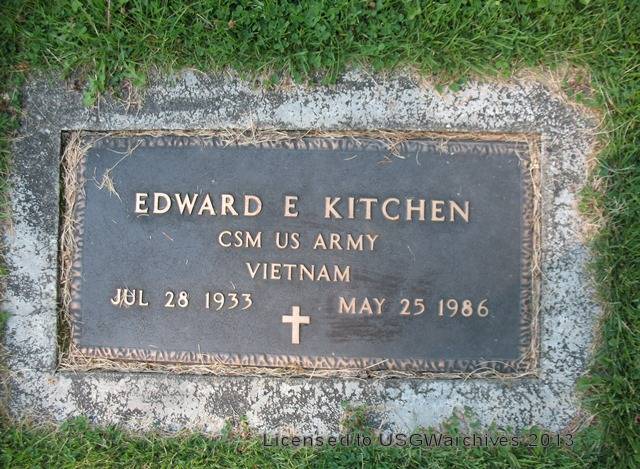 EDWARD E KITCHEN
CSM US ARMY
VIETNAM
JUL 28 1933 MAY 25 1986
Licensed to USGWarchives 2013